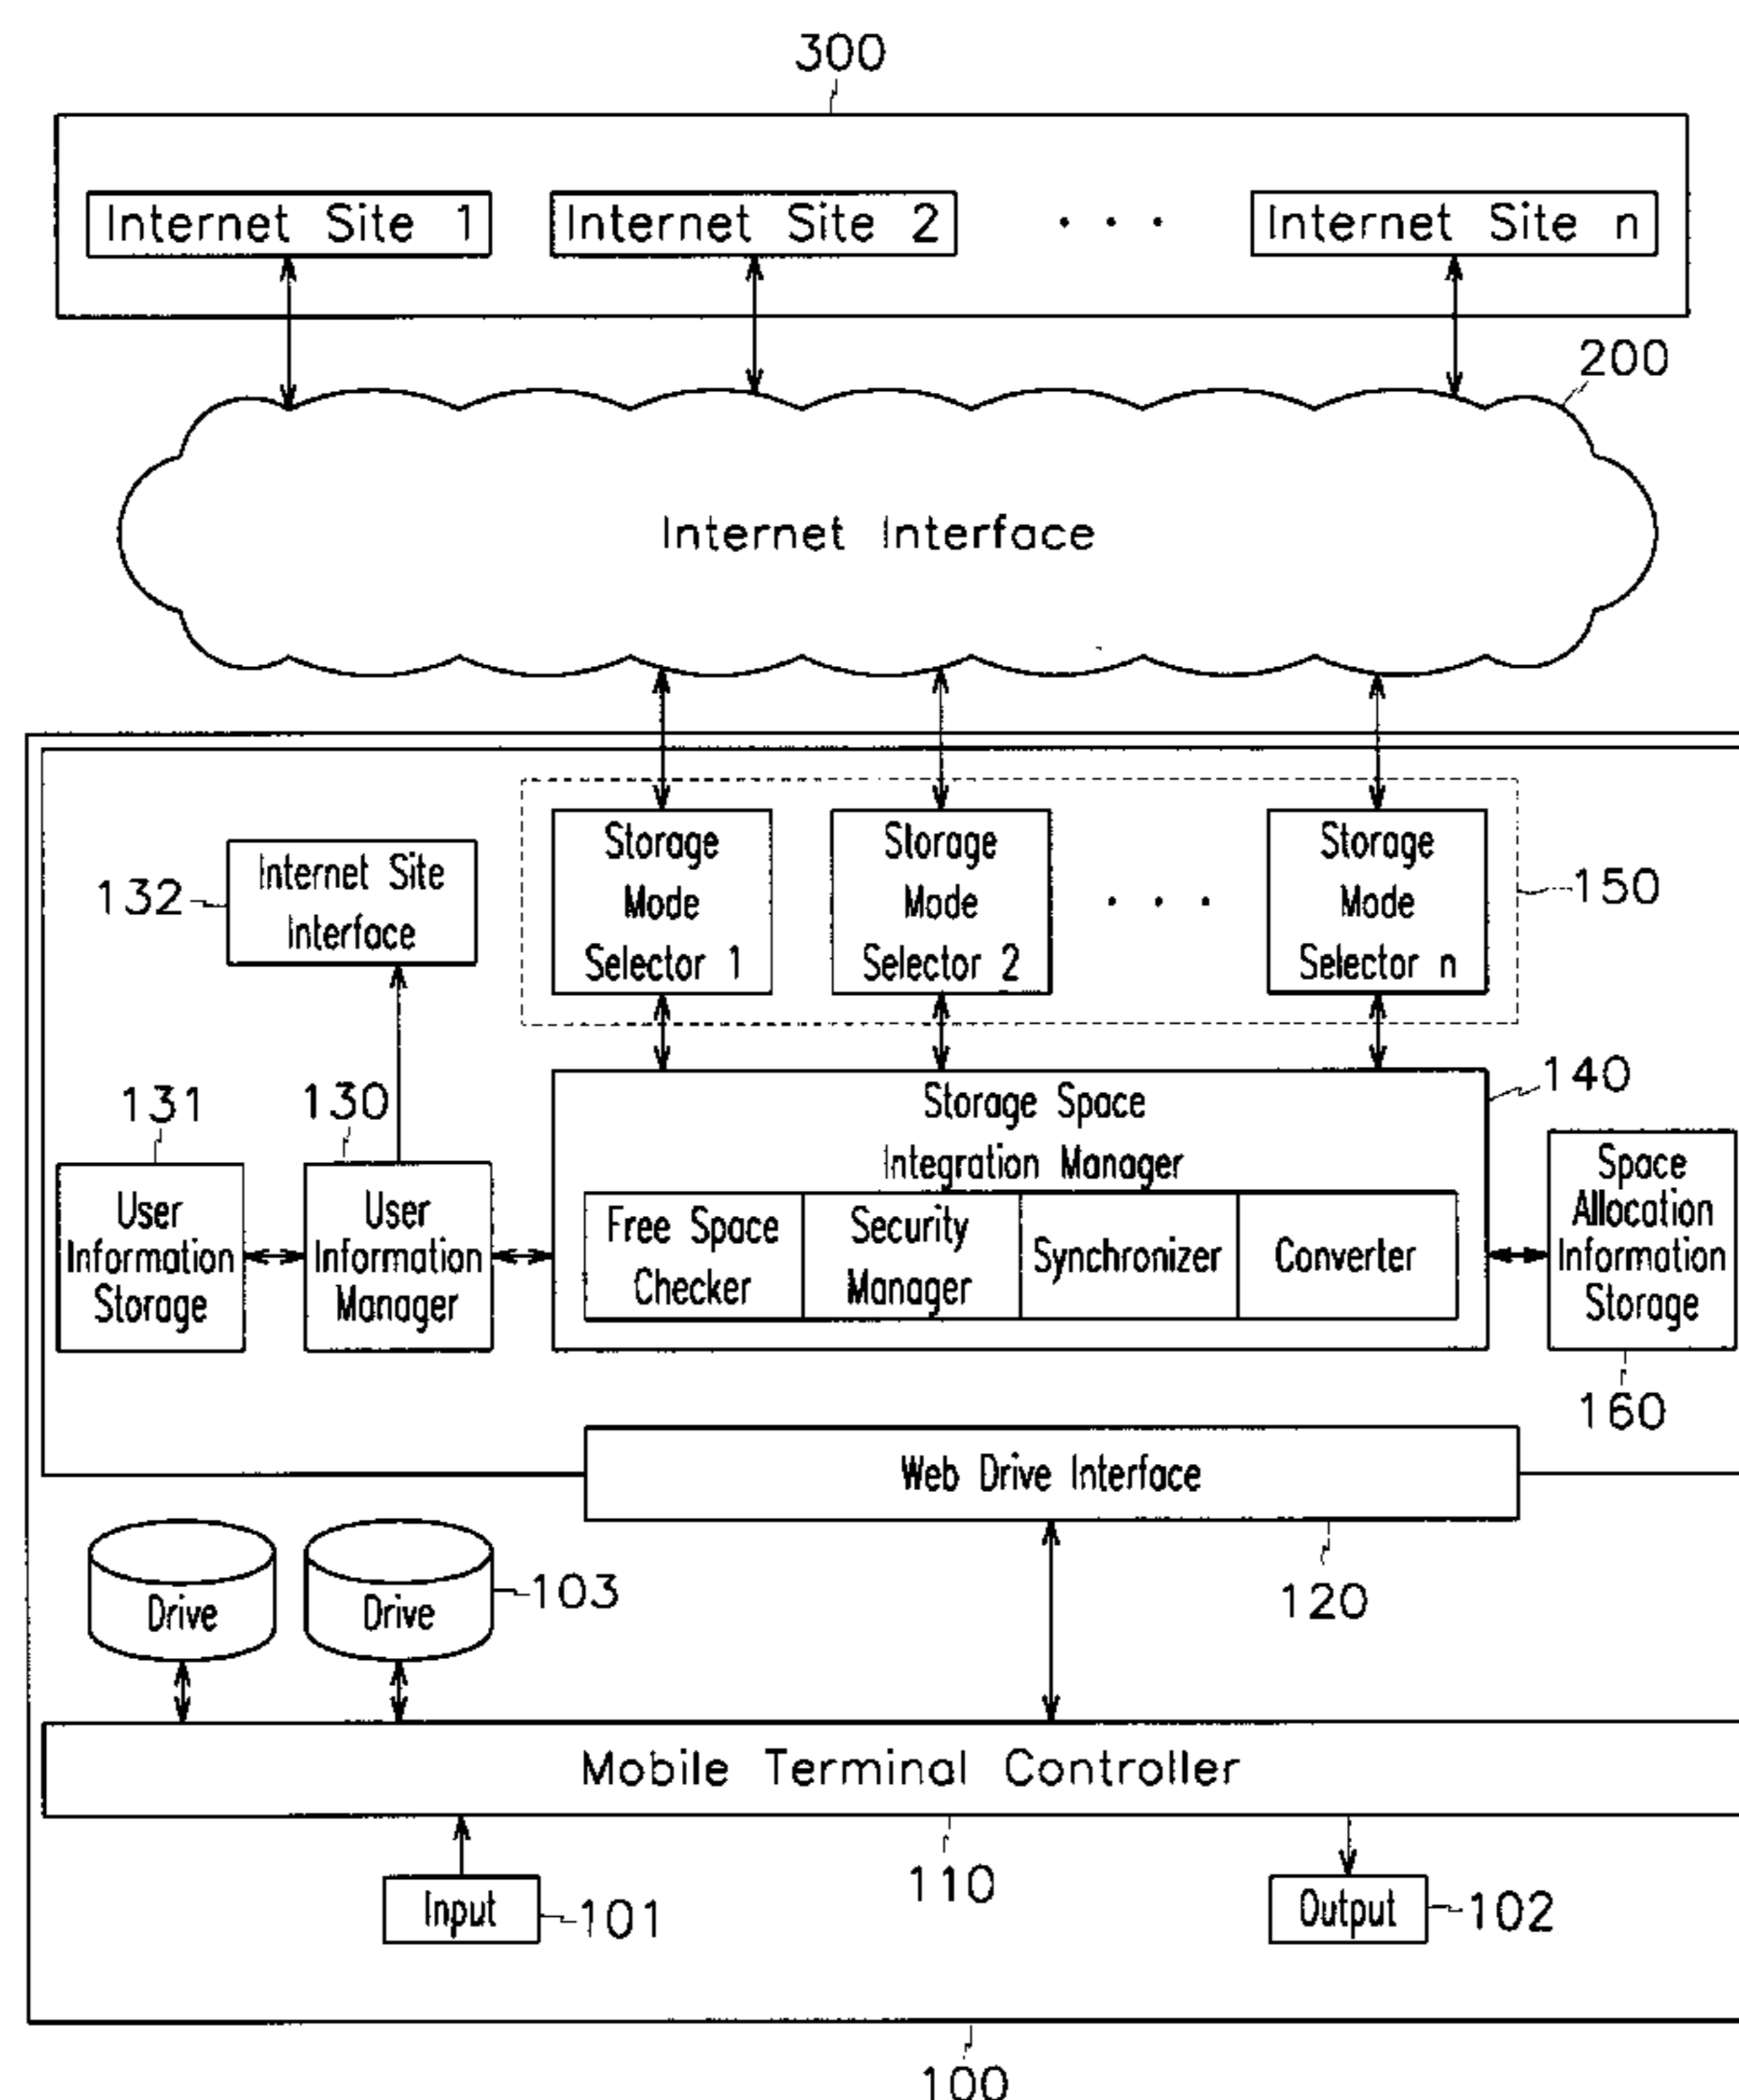 300
Internet Site 1
Internet Site 2
. . .
Internet Site n
200
Internet Interface
Storage
Mode
Selector 1
Storage
Mode
Selector 2
. . .
Storage
Mode
Selector n
150
Internet Site
Interface
132
131
130
140
User
Information
Storage
User
Information
Manager
Storage Space
Integration Manager
Free Space
Checker
Security
Manager
Synchronizer
Converter
Space
Allocation
Information
Storage
160
Web Drive Interface
120
Drive
Drive
103
Mobile Terminal Controller
110
Input
101
Output
102
100